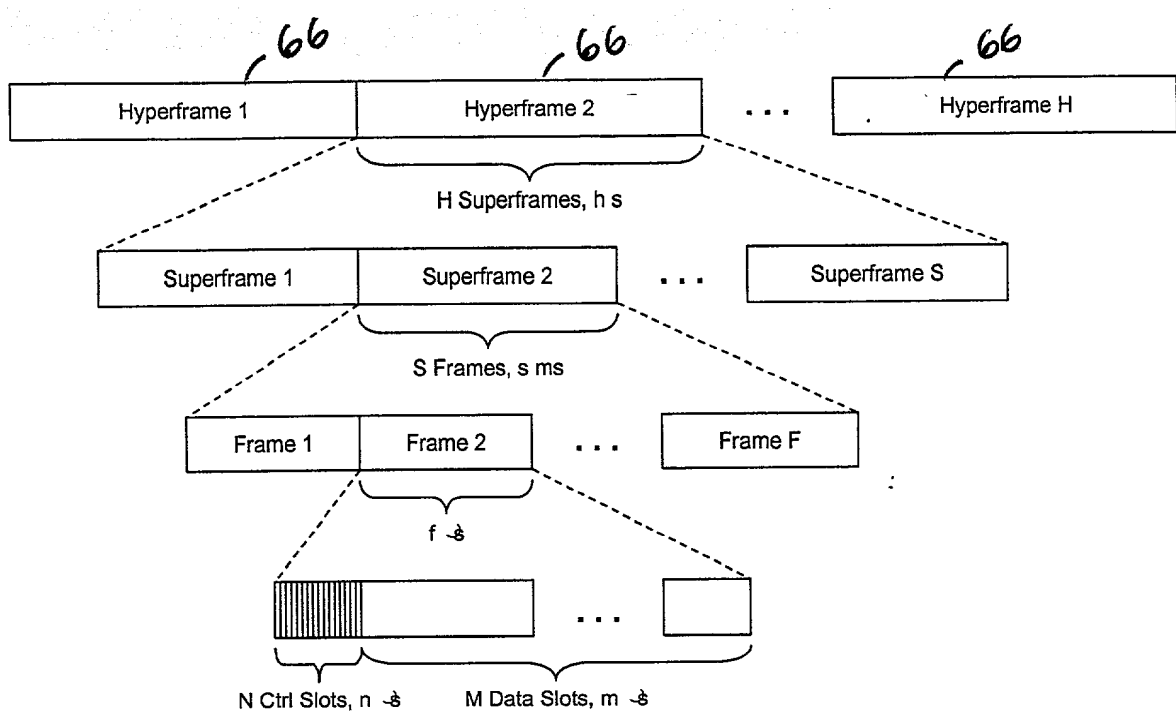 66 66 66
Hyperframe 1 Hyperframe 2 ... Hyperframe H
H Superframes, h s
Superframe 1 Superframe 2 ... Superframe S
S Frames, s ms
Frame 1 Frame 2 ... Frame F
f
...
N Ctrl Slots, n M Data Slots, m